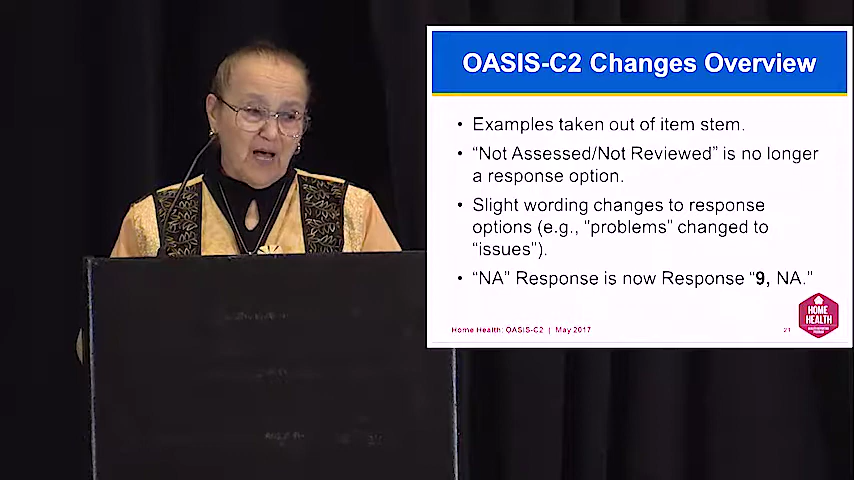 OASIS-C2 Changes Overview
• Examples taken out of item stem.
• “Not Assessed/Not Reviewed” is no longer
a response option.
• Slight wording changes to response
options (e.g., “problems” changed to
“issues”).
• “NA” Response is now Response “9, NA.”
HOME
HEALTH
Home Health: OASIS-C2 | May 2017
21